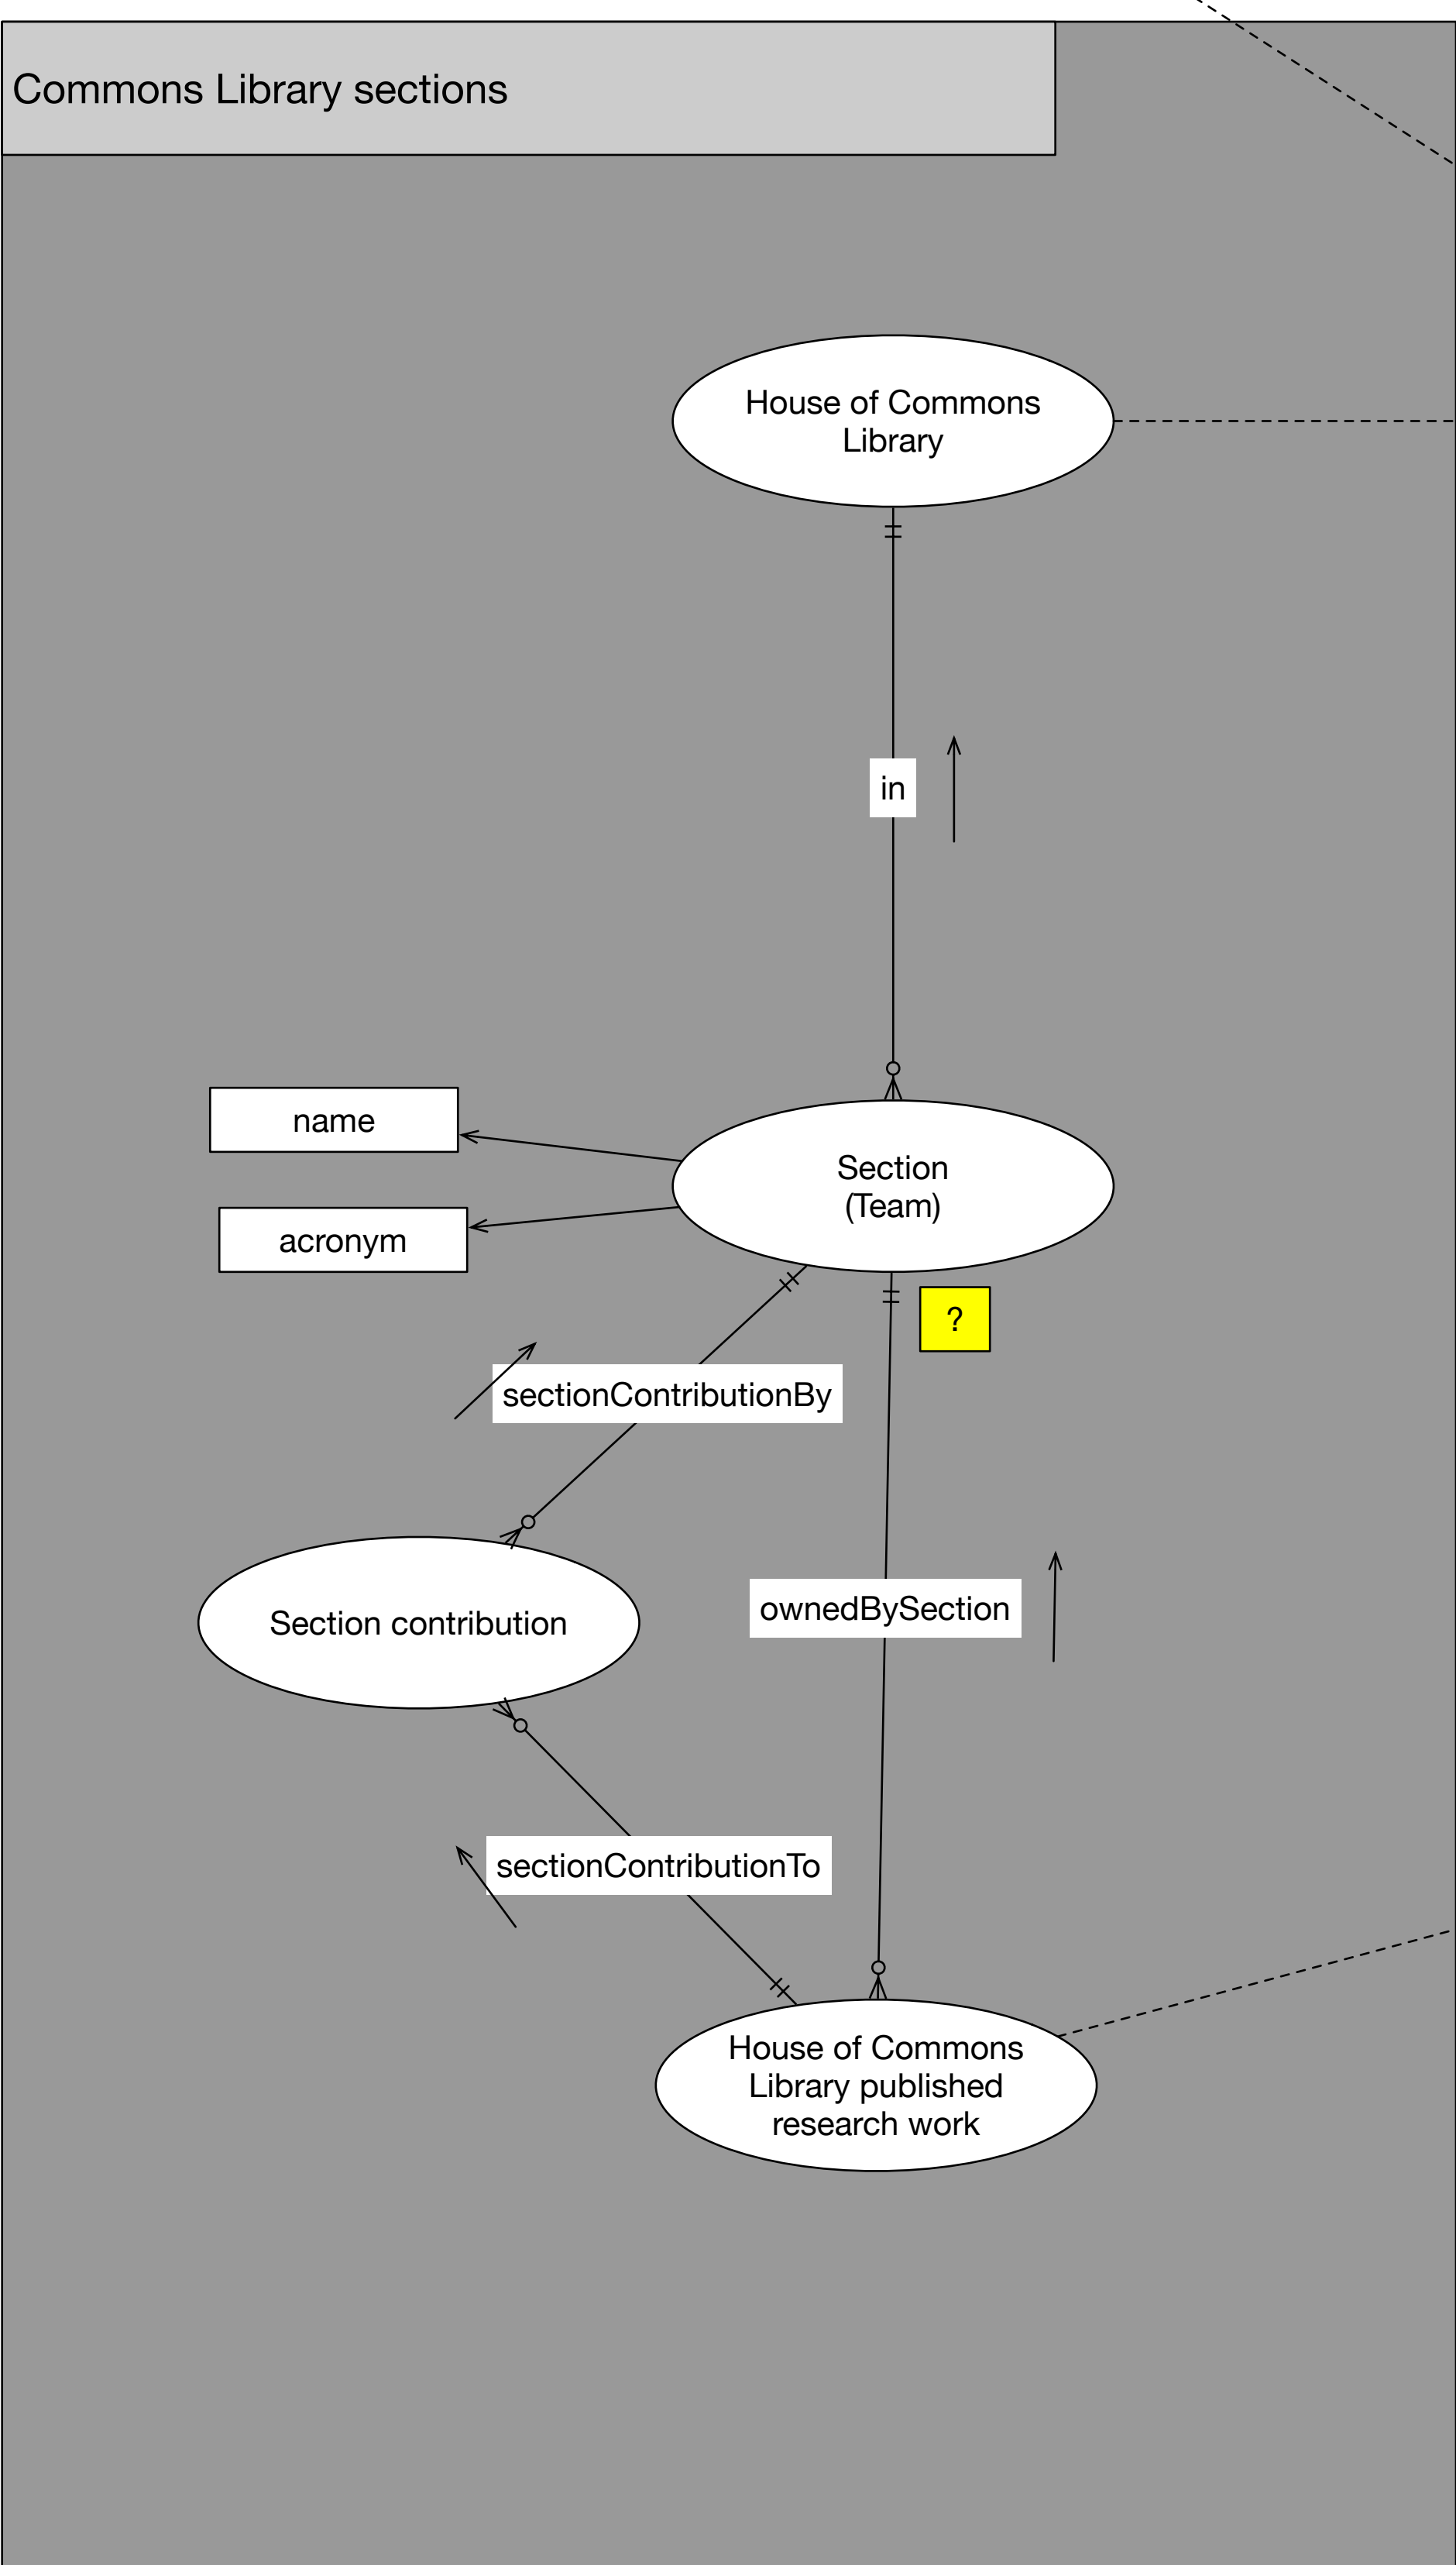 Commons Library sections
House of Commons
Library
in
name
Section
(Team)
acronym
?
sectionContributionBy
ownedBySection
Section contribution
sectionContributionTo
House of Commons
Library published
research work